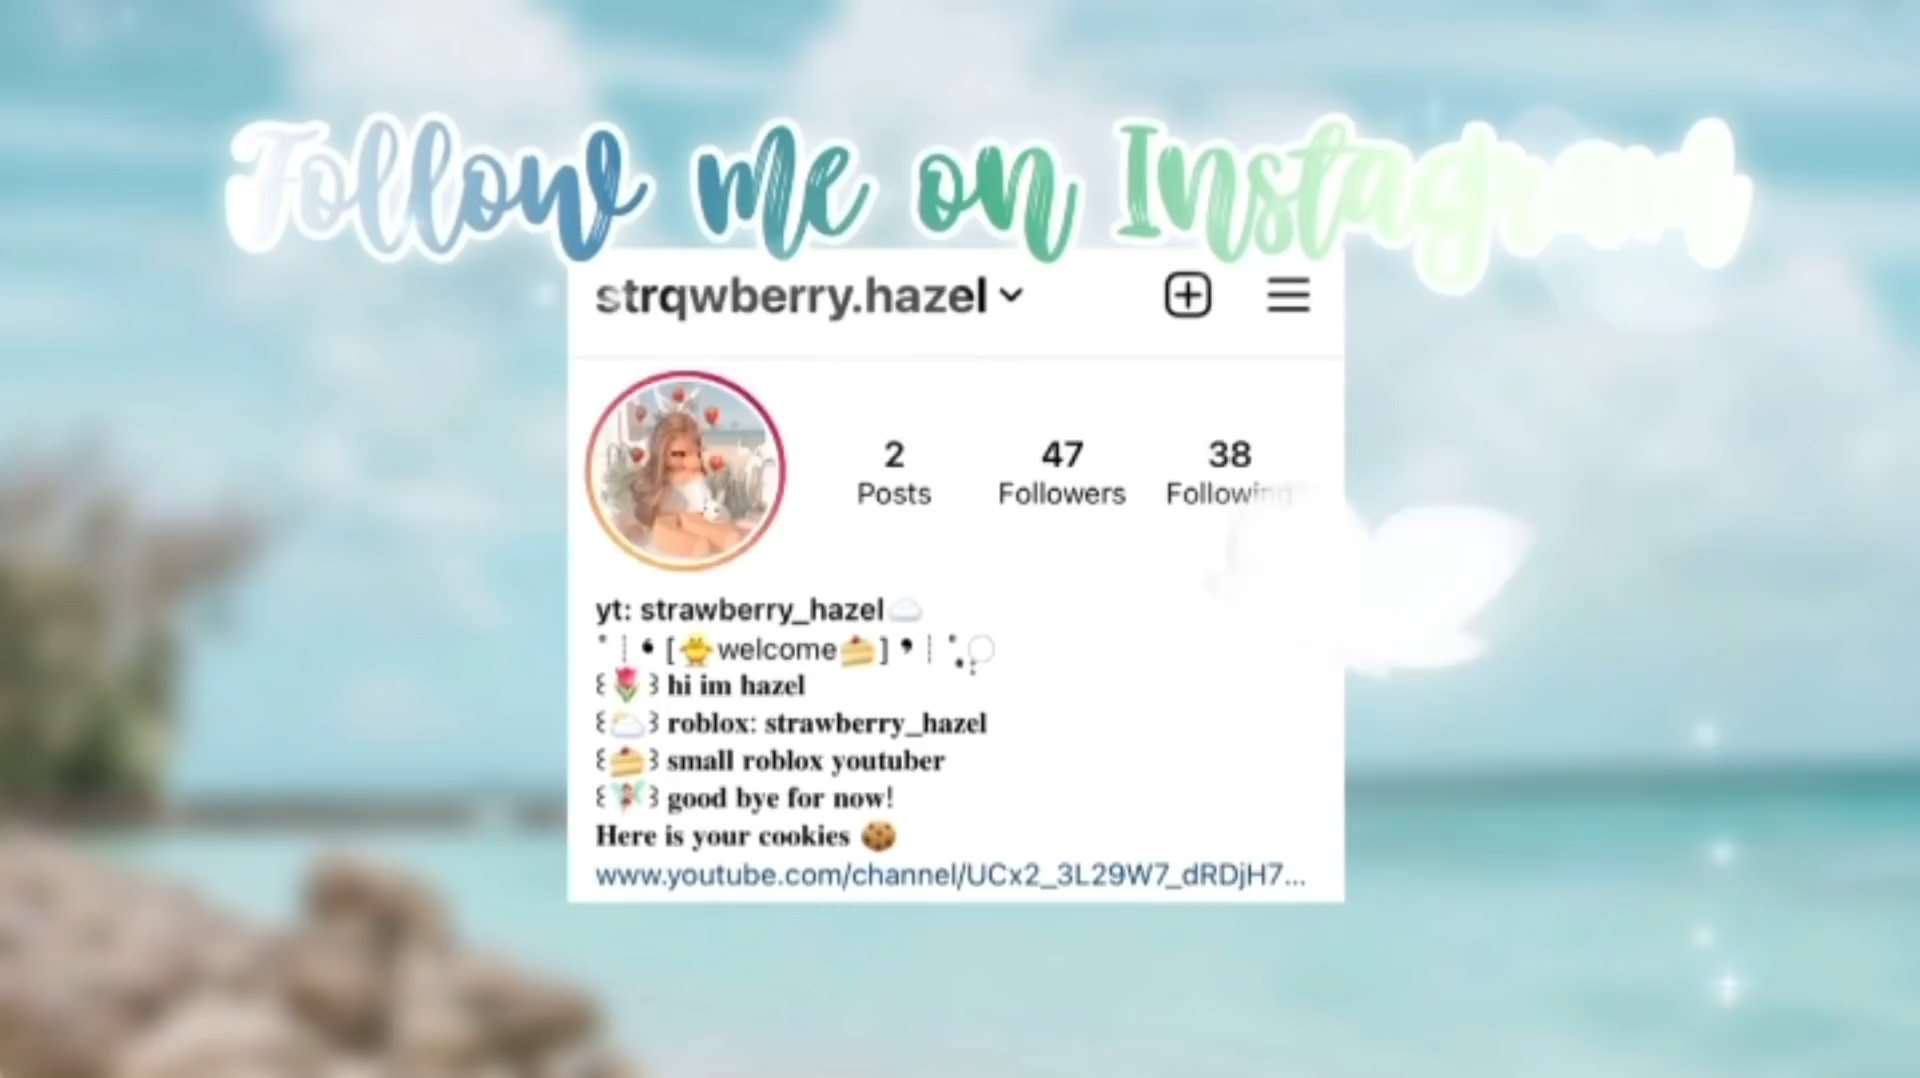 Follow me on Instagram
strqwberry.hazel
2 47 38
Posts Followers Following
yt: strawberry_hazel☁️
˚ ┊ ❛ [🐥welcome🍰] ❜ ┊ ˚.ੂ
꒰🌷꒱ hi im hazel
꒰🌥️꒱ roblox: strawberry_hazel
꒰🍰꒱ small roblox youtuber
꒰🧚꒱ good bye for now!
Here is your cookies 🍪
www.youtube.com/channel/UCx2_3L29W7_dRDjH7...